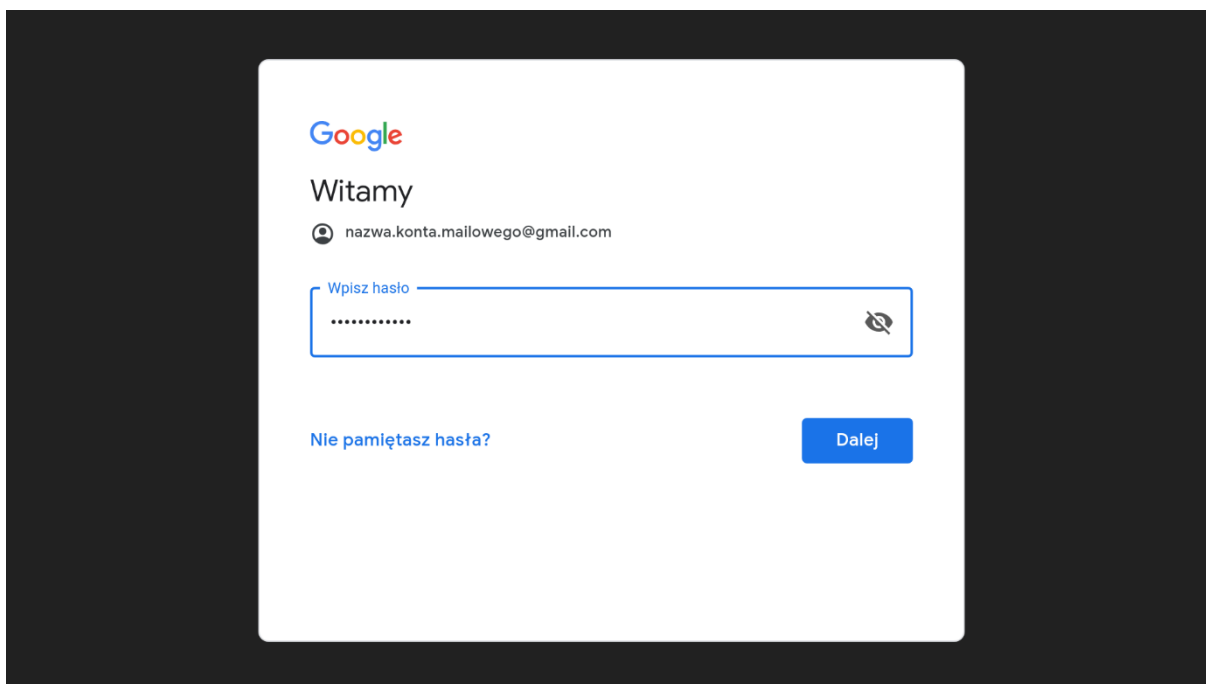 Google
Witamy
nazwa.konta.mailowego@gmail.com
Wpisz hasło
••••••••••••
Nie pamiętasz hasła?
Dalej